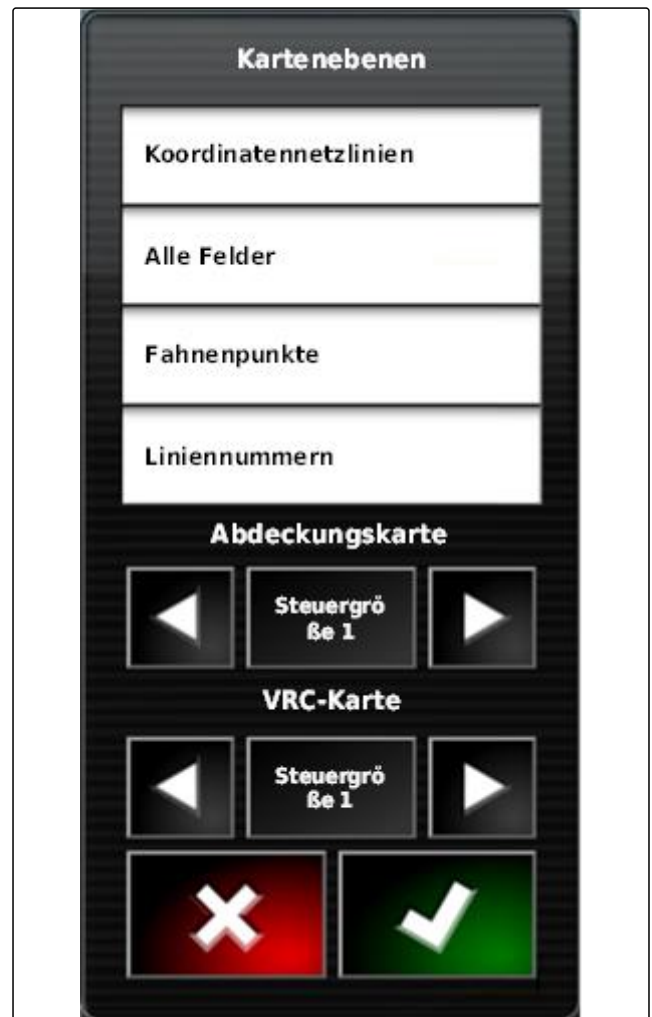 Kartenebenen
Koordinatennetzlinien
Alle Felder
Fahnenpunkte
Liniennummern
Abdeckungskarte
Steuergrö
ße 1
VRC-Karte
Steuergrö
ße 1